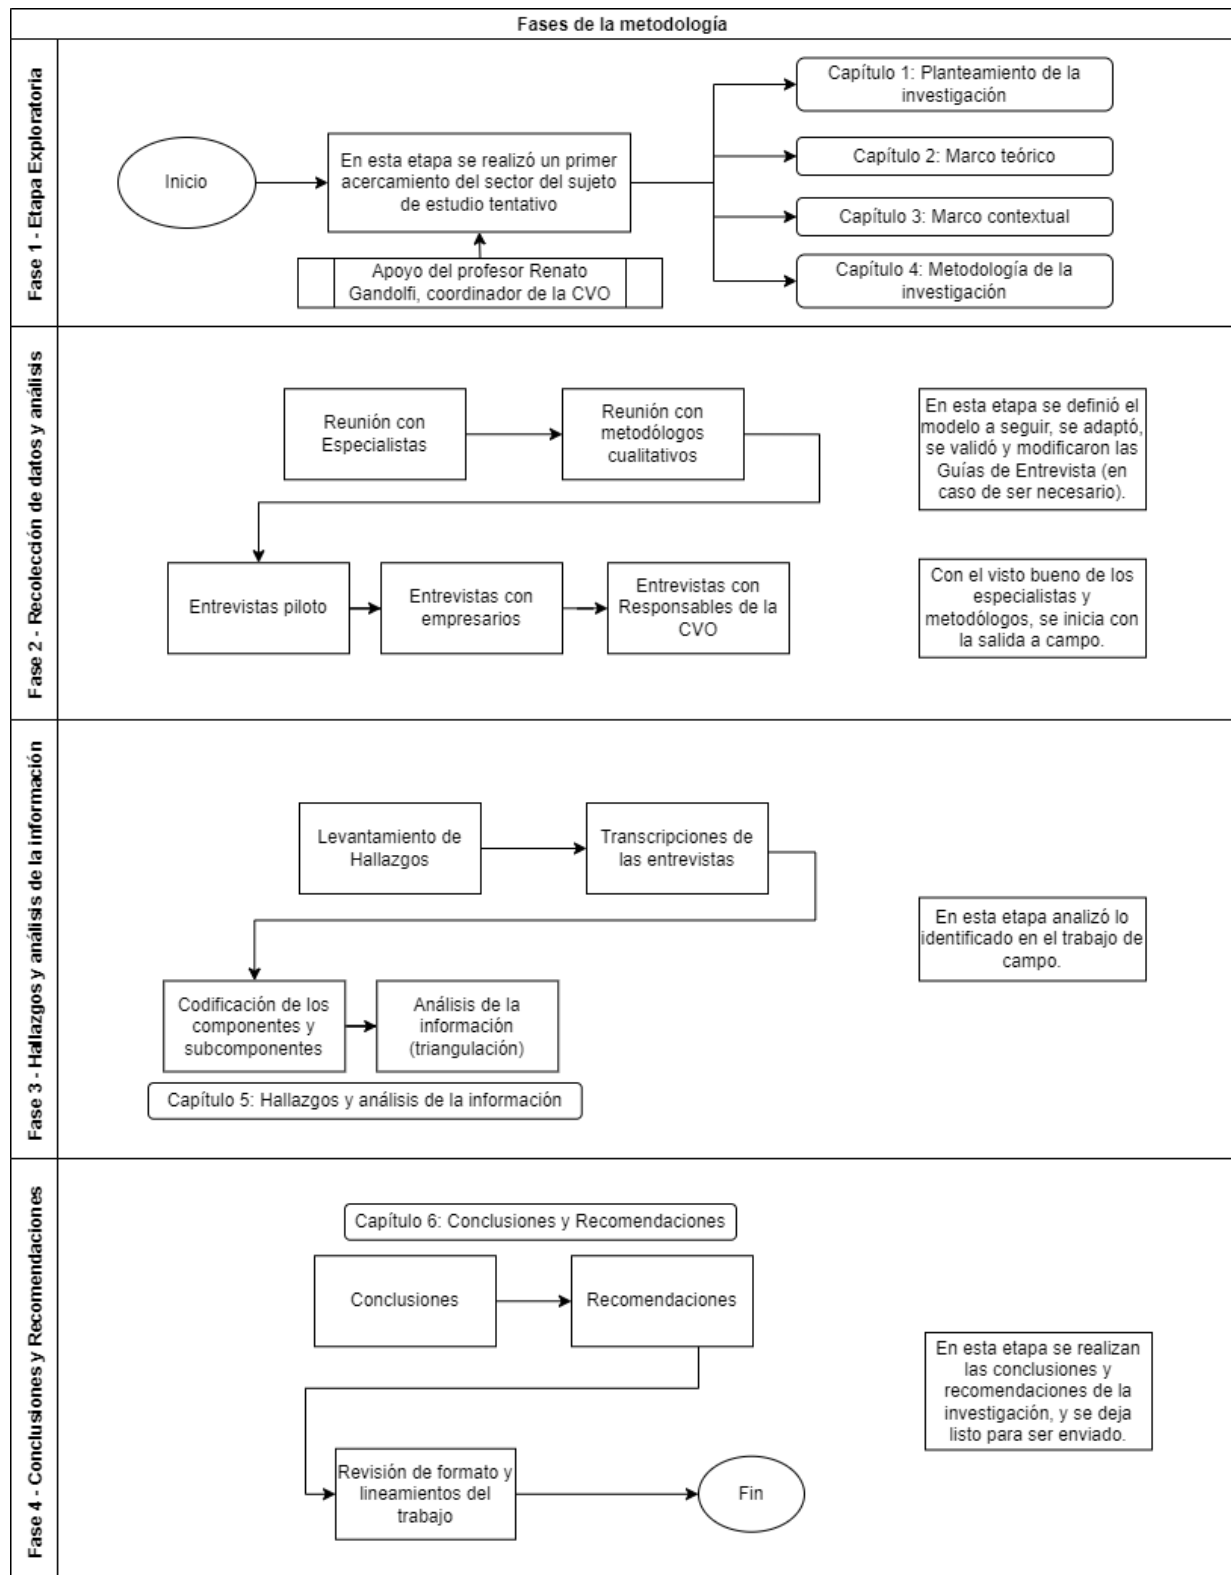 Fases de la metodología
Fase 1 - Etapa Exploratoria
Inicio
En esta etapa se realizó un primer
acercamiento del sector del sujeto
de estudio tentativo
Apoyo del profesor Renato
Gandolfi, coordinador de la CVO
Capítulo 1: Planteamiento de la
investigación
Capítulo 2: Marco teórico
Capítulo 3: Marco contextual
Capítulo 4: Metodología de la
investigación
Fase 2 - Recolección de datos y análisis
Reunión con
Especialistas
Reunión con
metodólogos
cualitativos
En esta etapa se definió el
modelo a seguir, se adaptó,
se validó y modificaron las
Guías de Entrevista (en
caso de ser necesario).
Entrevistas piloto
Entrevistas con
empresarios
Entrevistas con
Responsables de la
CVO
Con el visto bueno de los
especialistas y
metodólogos, se inicia con
la salida a campo.
Fase 3 - Hallazgos y análisis de la información
Levantamiento de
Hallazgos
Transcripciones de
las entrevistas
En esta etapa analizó lo
identificado en el trabajo de
campo.
Codificación de los
componentes y
subcomponentes
Análisis de la
información
(triangulación)
Capítulo 5: Hallazgos y análisis de la información
Fase 4 - Conclusiones y Recomendaciones
Capítulo 6: Conclusiones y Recomendaciones
Conclusiones
Recomendaciones
En esta etapa se realizan
las conclusiones y
recomendaciones de la
investigación, y se deja
listo para ser enviado.
Revisión de formato y
lineamientos del
trabajo
Fin